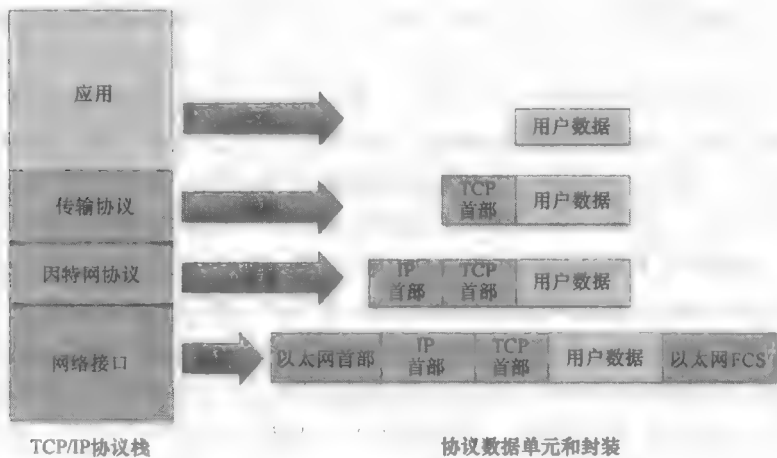 应用
用户数据
传输协议
TCP
首部
用户数据
因特网协议
IP
首部
TCP
首部
用户数据
网络接口
以太网首部
IP
首部
TCP
首部
用户数据
以太网FCS
TCP/IP协议栈
协议数据单元和封装